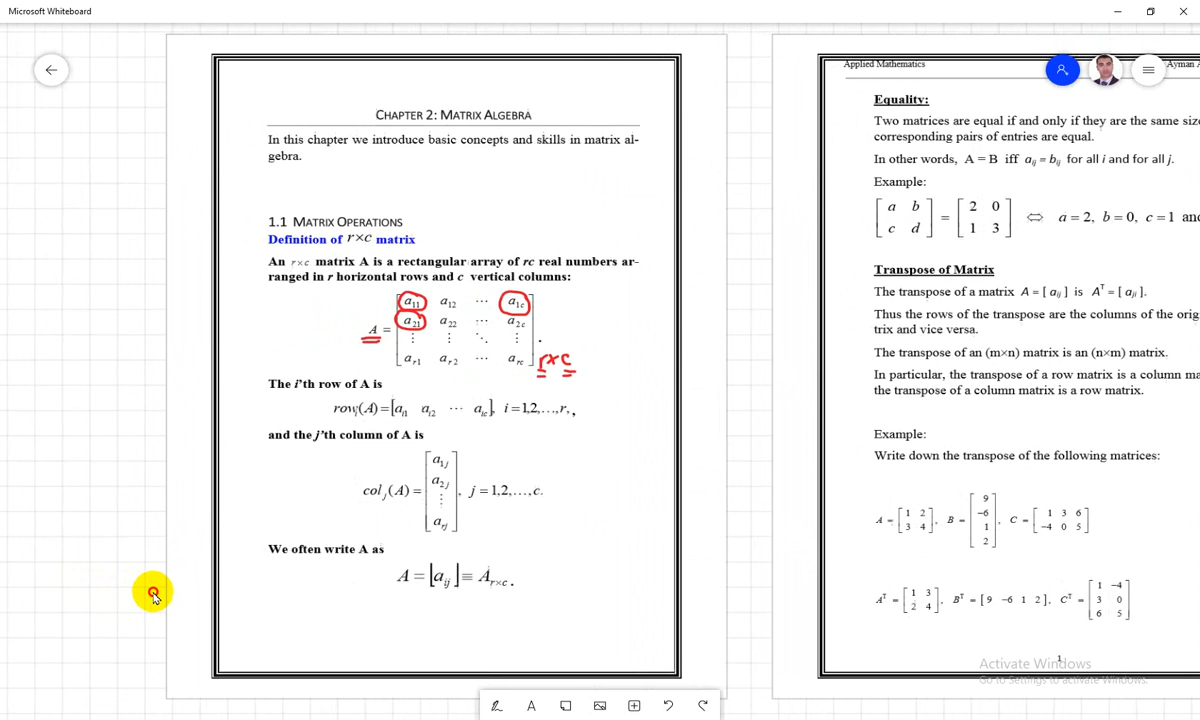 Microsoft Whiteboard
CHAPTER 2: MATRIX ALGEBRA
In this chapter we introduce basic concepts and skills in matrix al-
gebra.
1.1 MATRIX OPERATIONS
Definition of r×c matrix
An r×c matrix A is a rectangular array of rc real numbers ar-
ranged in r horizontal rows and c vertical columns:
a₁₁ a₁₂ ⋯ a₁c
A = a₂₁ a₂₂ ⋯ a₂c
⋮ ⋮ ⋱ ⋮ .
aᵣ₁ aᵣ₂ ⋯ aᵣc r×c
The i'th row of A is
rowᵢ(A)=[aᵢ₁ aᵢ₂ ⋯ aᵢc], i=1,2,…,r,,
and the j'th column of A is
a₁ⱼ
a₂ⱼ
colⱼ(A) = ⋮ , j=1,2,…,c.
aᵣⱼ
We often write A as
A = ⌊aᵢⱼ⌋ ≡ Aᵣₓc.
Applied Mathematics
Ayman
Equality:
Two matrices are equal if and only if they are the same size
corresponding pairs of entries are equal.
In other words, A = B iff aᵢⱼ = bᵢⱼ for all i and for all j.
Example:
[a b; c d] = [2 0; 1 3] ⇔ a=2, b=0, c=1 and
Transpose of Matrix
The transpose of a matrix A = [ aᵢⱼ ] is Aᵀ = [ aⱼᵢ ].
Thus the rows of the transpose are the columns of the orig
trix and vice versa.
The transpose of an (m×n) matrix is an (n×m) matrix.
In particular, the transpose of a row matrix is a column ma
the transpose of a column matrix is a row matrix.
Example:
Write down the transpose of the following matrices:
A = [1 2; 3 4], B = [9; -6; 1; 2], C = [1 3 6; -4 0 5]
Aᵀ = [1 3; 2 4], Bᵀ = [9 -6 1 2], Cᵀ = [1 -4; 3 0; 6 5]
1
Activate Windows
Go to Settings to activate Windows.